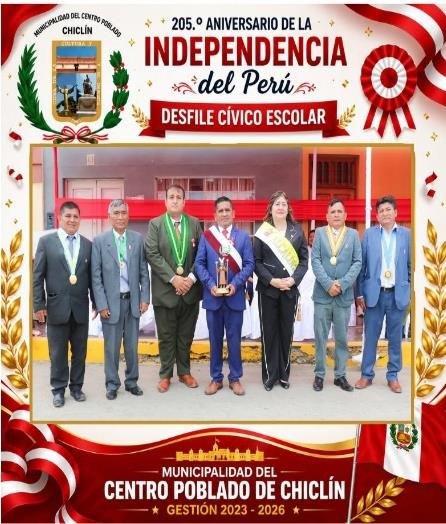 MUNICIPALIDAD DEL CENTRO POBLADO
CHICLÍN
CULTURA Y
205.º ANIVERSARIO DE LA
INDEPENDENCIA
del Perú
DESFILE CÍVICO ESCOLAR
MUNICIPALIDAD DEL
CENTRO POBLADO DE CHICLÍN
GESTIÓN 2023 - 2026